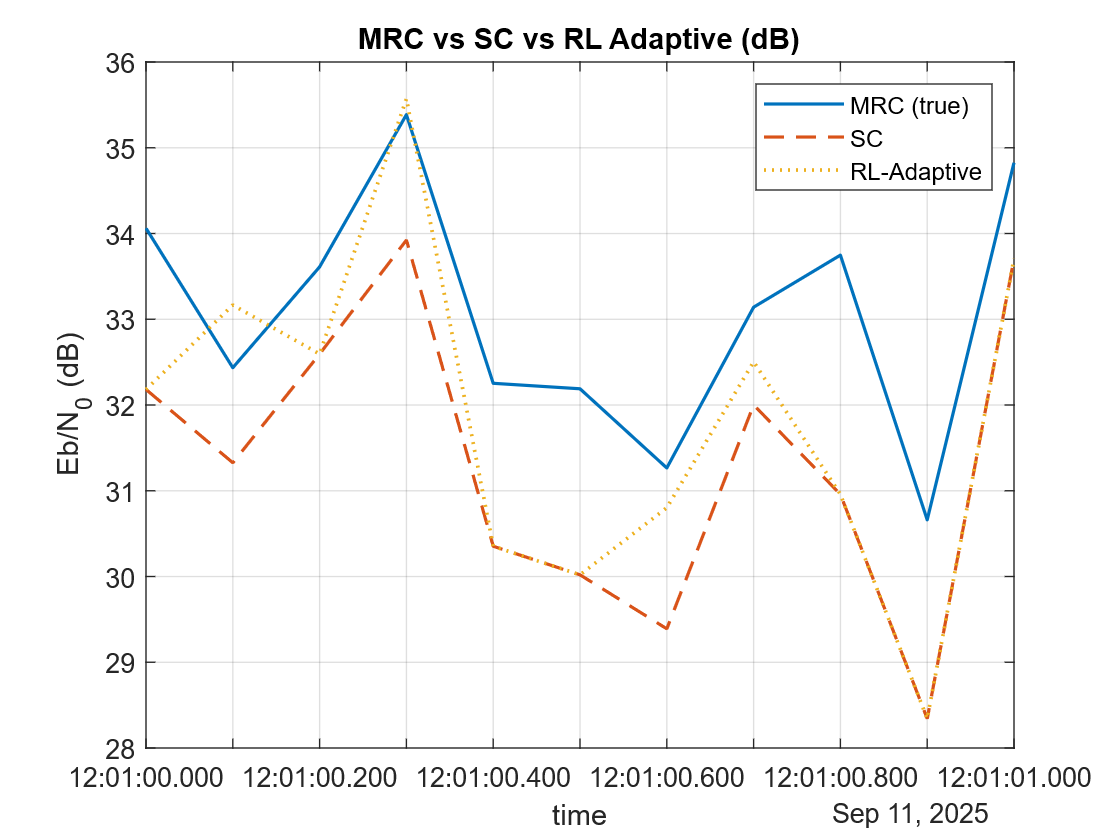 MRC vs SC vs RL Adaptive (dB)
36
35
34
33
32
31
30
29
28
Eb/N0 (dB)
MRC (true)
SC
RL-Adaptive
12:01:00.000 12:01:00.200 12:01:00.400 12:01:00.600 12:01:00.800 12:01:01.000
time
Sep 11, 2025